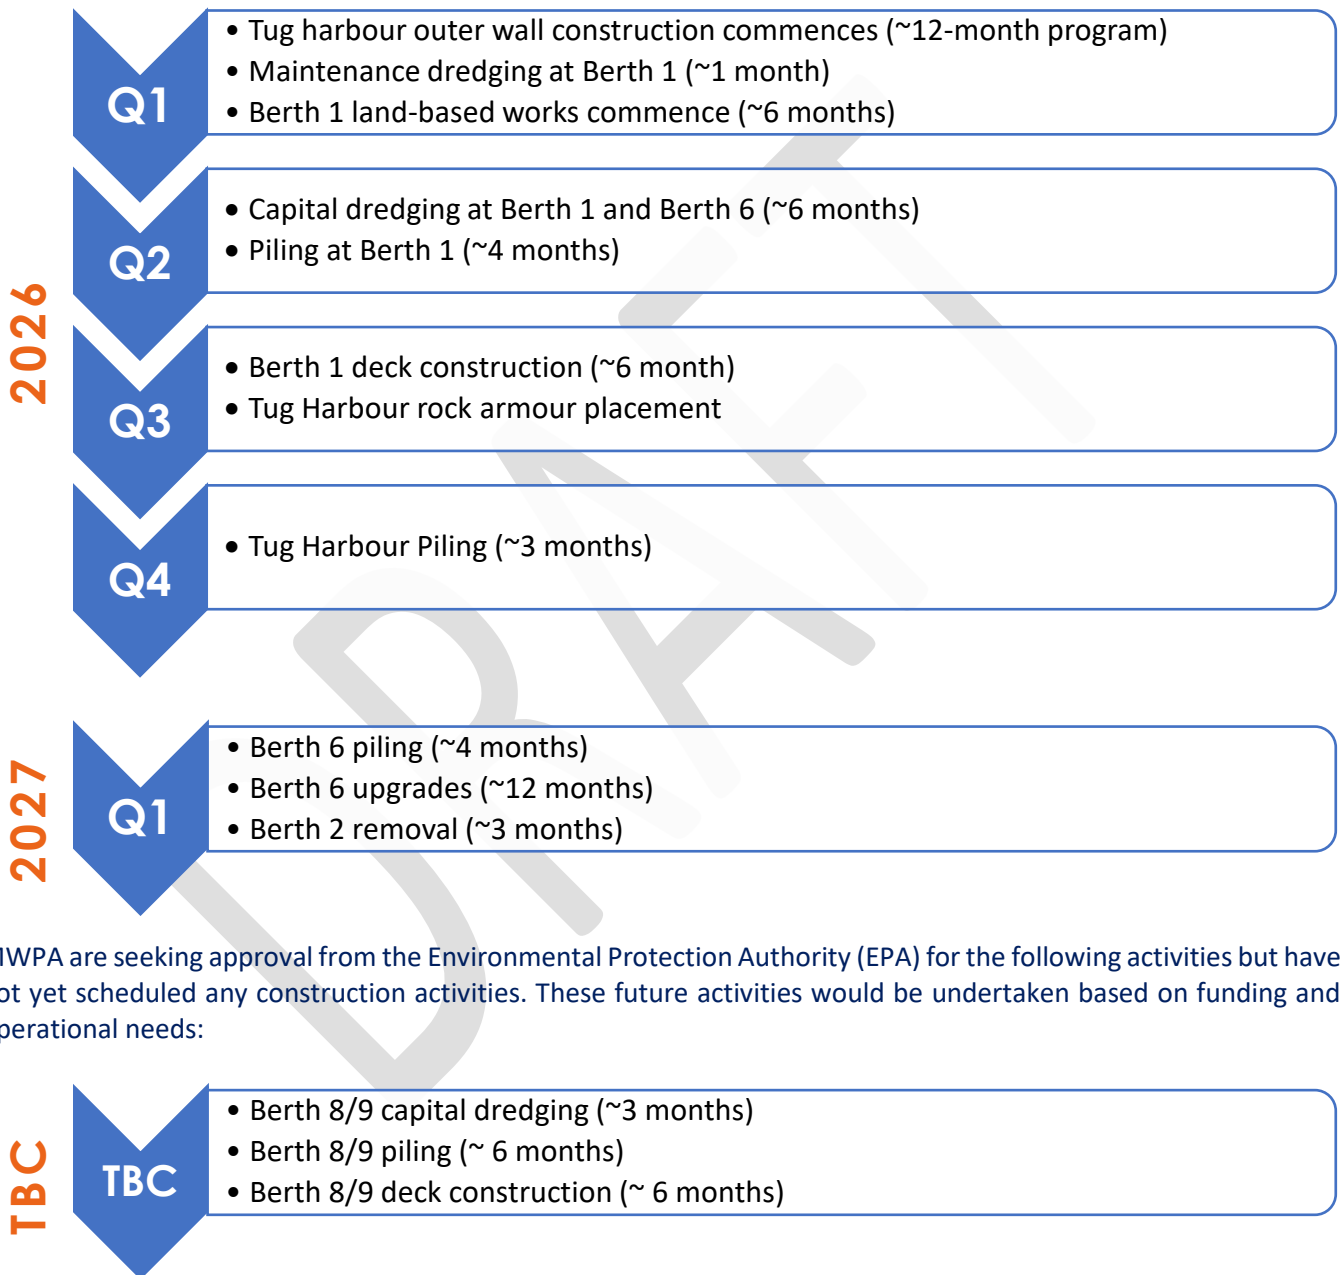 2026
Q1
• Tug harbour outer wall construction commences (~12-month program)
• Maintenance dredging at Berth 1 (~1 month)
• Berth 1 land-based works commence (~6 months)
Q2
• Capital dredging at Berth 1 and Berth 6 (~6 months)
• Piling at Berth 1 (~4 months)
Q3
• Berth 1 deck construction (~6 month)
• Tug Harbour rock armour placement
Q4
• Tug Harbour Piling (~3 months)
2027
Q1
• Berth 6 piling (~4 months)
• Berth 6 upgrades (~12 months)
• Berth 2 removal (~3 months)
MWPA are seeking approval from the Environmental Protection Authority (EPA) for the following activities but have
ot yet scheduled any construction activities. These future activities would be undertaken based on funding and
perational needs:
TBC
TBC
• Berth 8/9 capital dredging (~3 months)
• Berth 8/9 piling (~ 6 months)
• Berth 8/9 deck construction (~ 6 months)
DRAFT